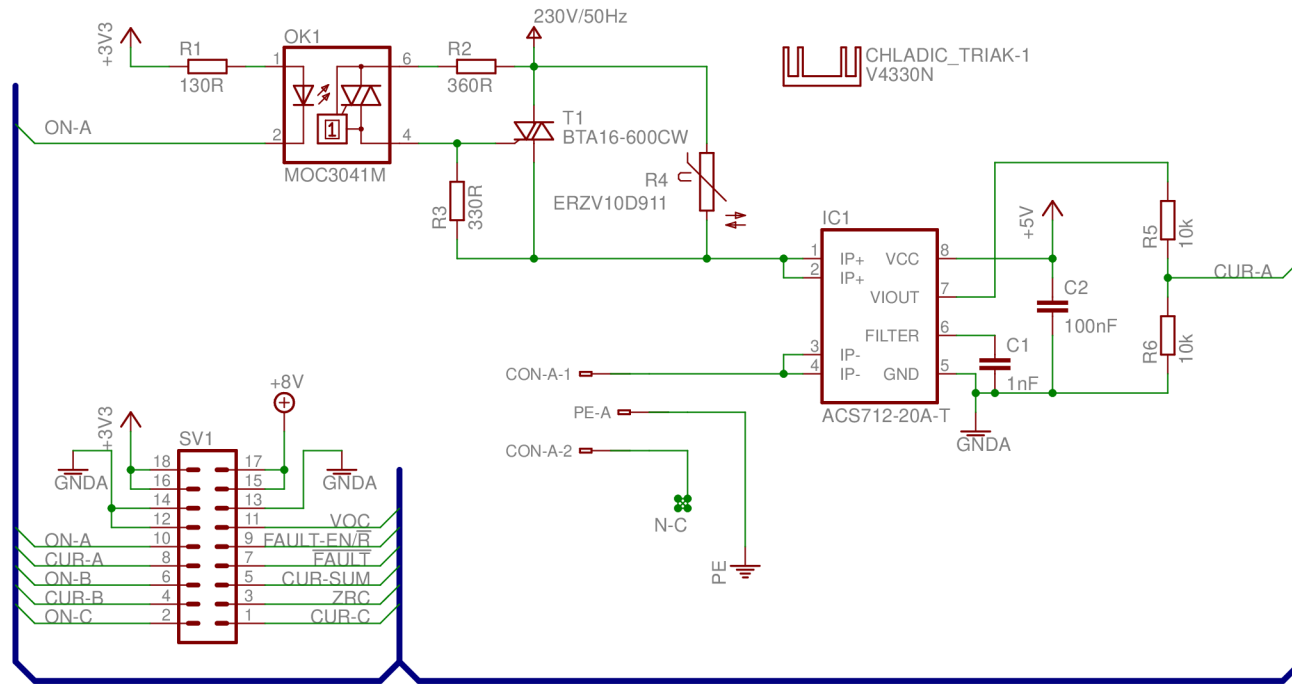 230V/50Hz
+3V3
R1
130R
OK1
1
2
6
4
1
MOC3041M
R2
360R
CHLADIC_TRIAK-1
V4330N
ON-A
T1
BTA16-600CW
R3
330R
R4
ERZV10D911
IC1
1
2
3
4
IP+
IP+
IP-
IP-
VCC
VIOUT
FILTER
GND
8
7
6
5
ACS712-20A-T
+5V
C2
100nF
C1
1nF
GNDA
R5
10k
R6
10k
CUR-A
CON-A-1
PE-A
CON-A-2
N-C
PE
+8V
+3V3
SV1
GNDA
GNDA
18 17
16 15
14 13
12 11 VOC
ON-A 10 9 FAULT-EN/R
CUR-A 8 7 FAULT
ON-B 6 5 CUR-SUM
CUR-B 4 3 ZRC
ON-C 2 1 CUR-C